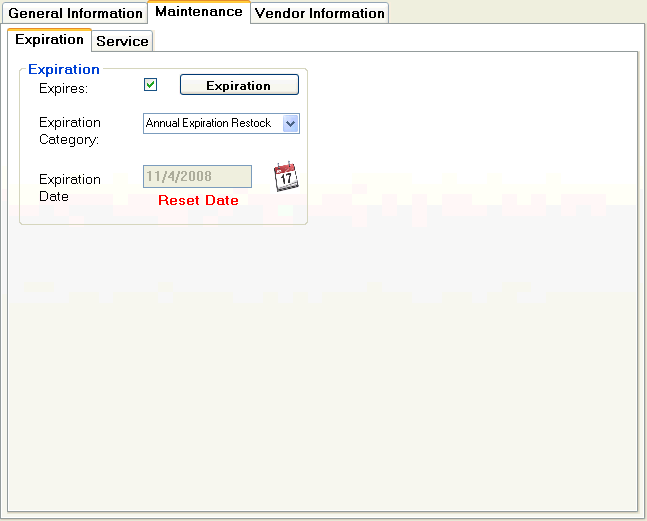 General Information Maintenance Vendor Information
Expiration Service
Expiration
Expires: Expiration
Expiration
Category: Annual Expiration Restock
Expiration
Date 11/4/2008 17
Reset Date